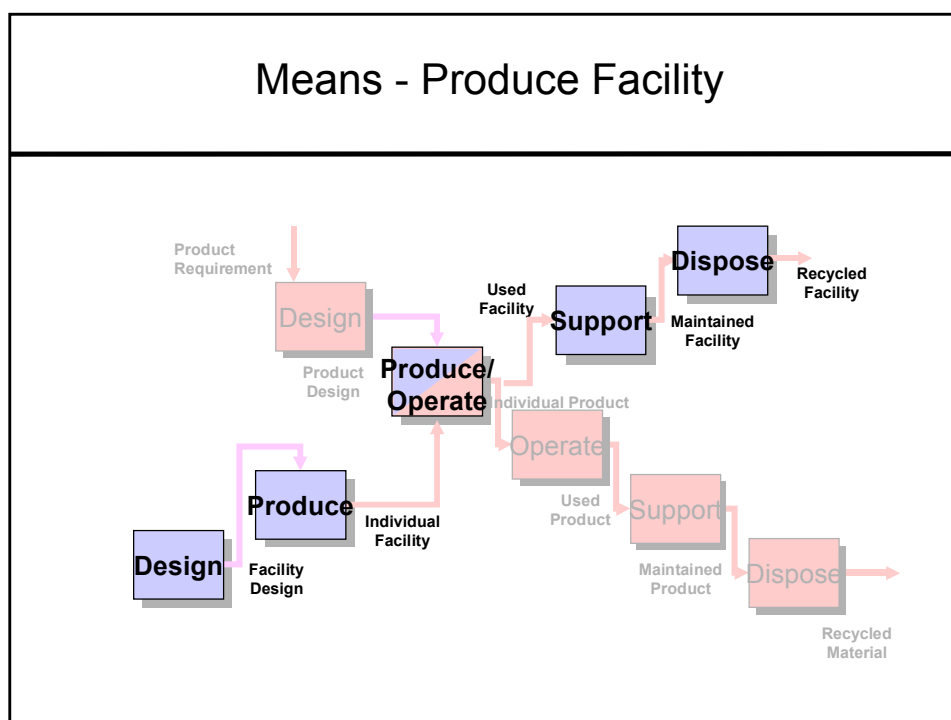 Means - Produce Facility
Product
Requirement
Design
Product
Design
Produce/
Operate
Used
Facility
Support
Maintained
Facility
Dispose
Recycled
Facility
Individual Product
Operate
Used
Product
Support
Maintained
Product
Dispose
Recycled
Material
Design
Facility
Design
Produce
Individual
Facility